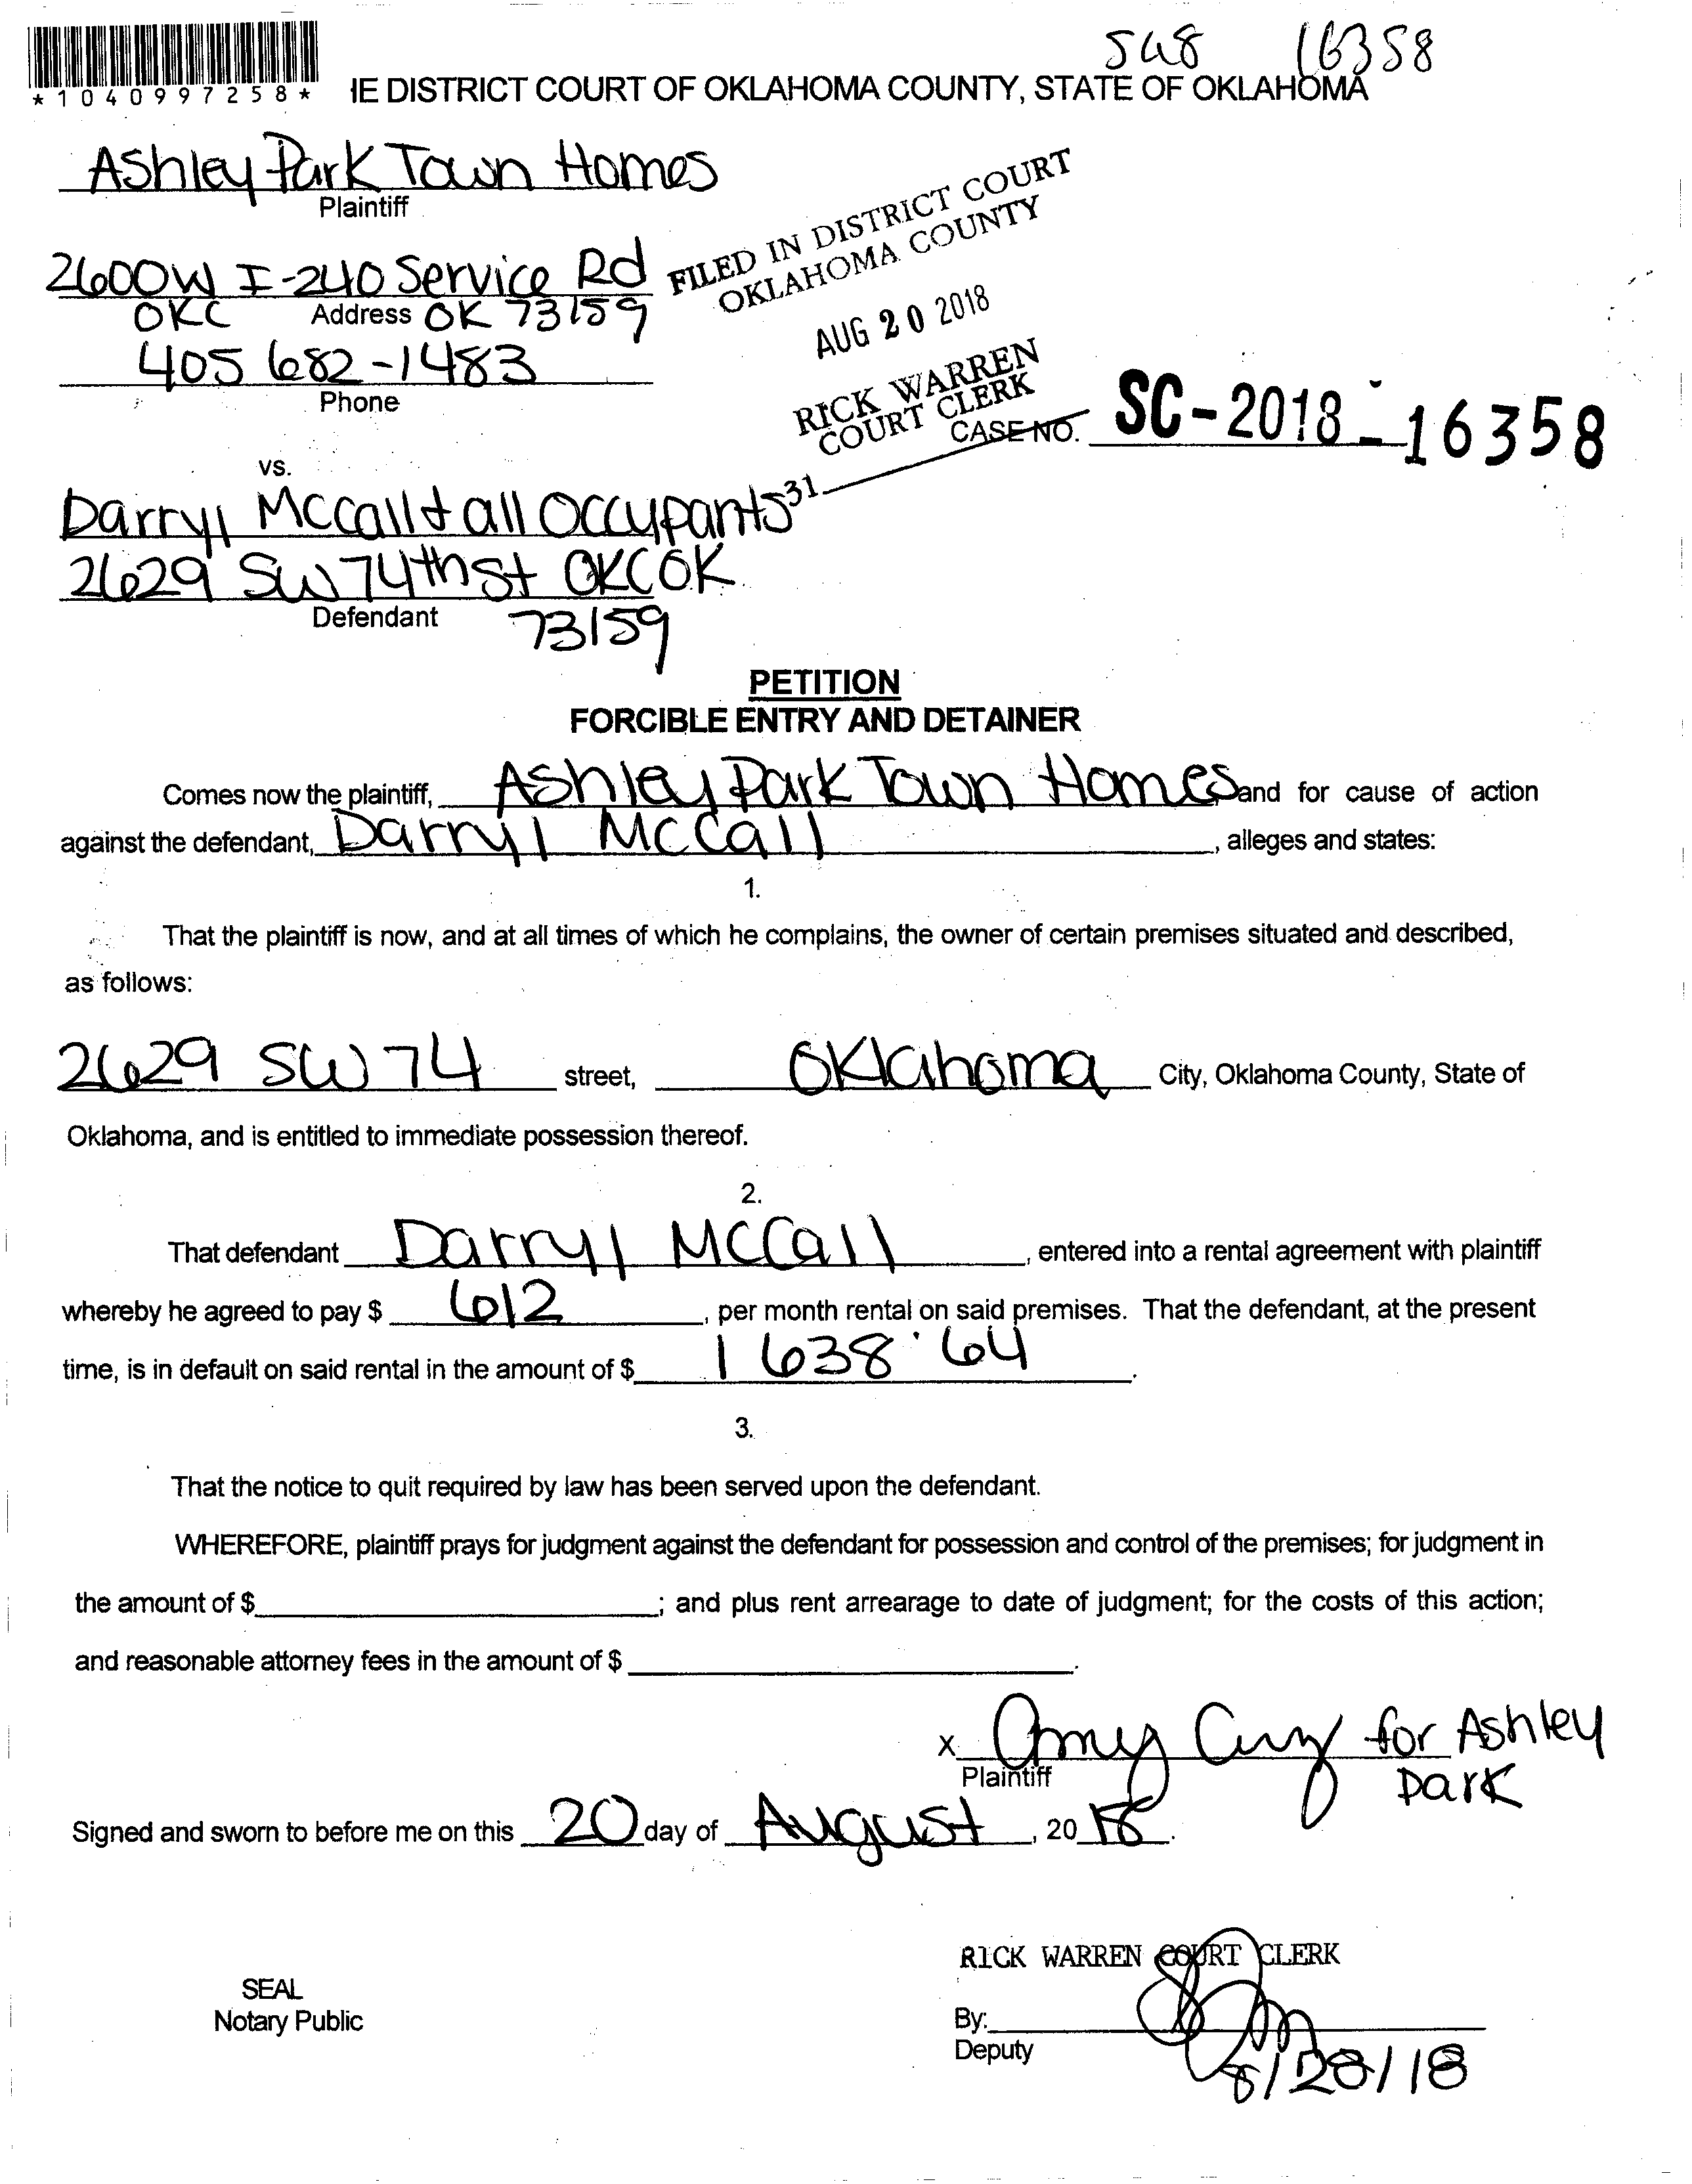 16358
*1040997258*
IE DISTRICT COURT OF OKLAHOMA COUNTY, STATE OF OKLAHOMA
Ashley Park Town Homes
Plaintiff
2600 W I-240 Service Rd
OKC Address OK 73159
405 682-1483
Phone
FILED IN DISTRICT COURT
OKLAHOMA COUNTY
AUG 20 2018
RICK WARREN
COURT CLERK
31
CASE NO. SC-2018-16358
vs.
Darryl Mccall + all Occupants
2629 SW 74th St OKC OK
Defendant 73159
PETITION
FORCIBLE ENTRY AND DETAINER
Comes now the plaintiff, Ashley Park Town Homes, and for cause of action
against the defendant, Darryl McCall, alleges and states:
1.
That the plaintiff is now, and at all times of which he complains, the owner of certain premises situated and described,
as follows:
2629 SW 74 street, Oklahoma City, Oklahoma County, State of
Oklahoma, and is entitled to immediate possession thereof.
2.
That defendant Darryl McCall, entered into a rental agreement with plaintiff
whereby he agreed to pay $ 612, per month rental on said premises. That the defendant, at the present
time, is in default on said rental in the amount of $ 1638.64.
3.
That the notice to quit required by law has been served upon the defendant.
WHEREFORE, plaintiff prays for judgment against the defendant for possession and control of the premises; for judgment in
the amount of $ ; and plus rent arrearage to date of judgment; for the costs of this action;
and reasonable attorney fees in the amount of $ .
x Amy for Ashley
Plaintiff Park
Signed and sworn to before me on this 20 day of August, 2018.
RICK WARREN COURT CLERK
SEAL
Notary Public
By:
Deputy
8/20/18